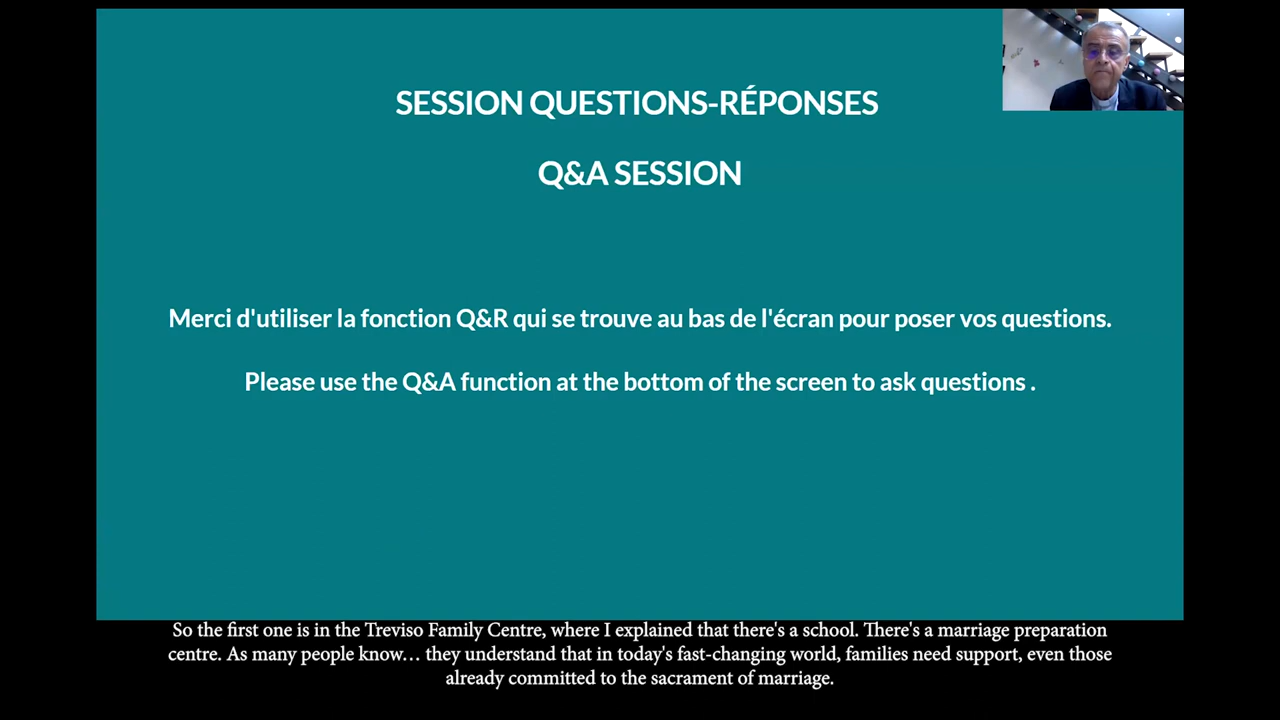 SESSION QUESTIONS-RÉPONSES
Q&A SESSION
Merci d'utiliser la fonction Q&R qui se trouve au bas de l'écran pour poser vos questions.
Please use the Q&A function at the bottom of the screen to ask questions .
So the first one is in the Treviso Family Centre, where I explained that there's a school. There's a marriage preparation
centre. As many people know… they understand that in today's fast-changing world, families need support, even those
already committed to the sacrament of marriage.